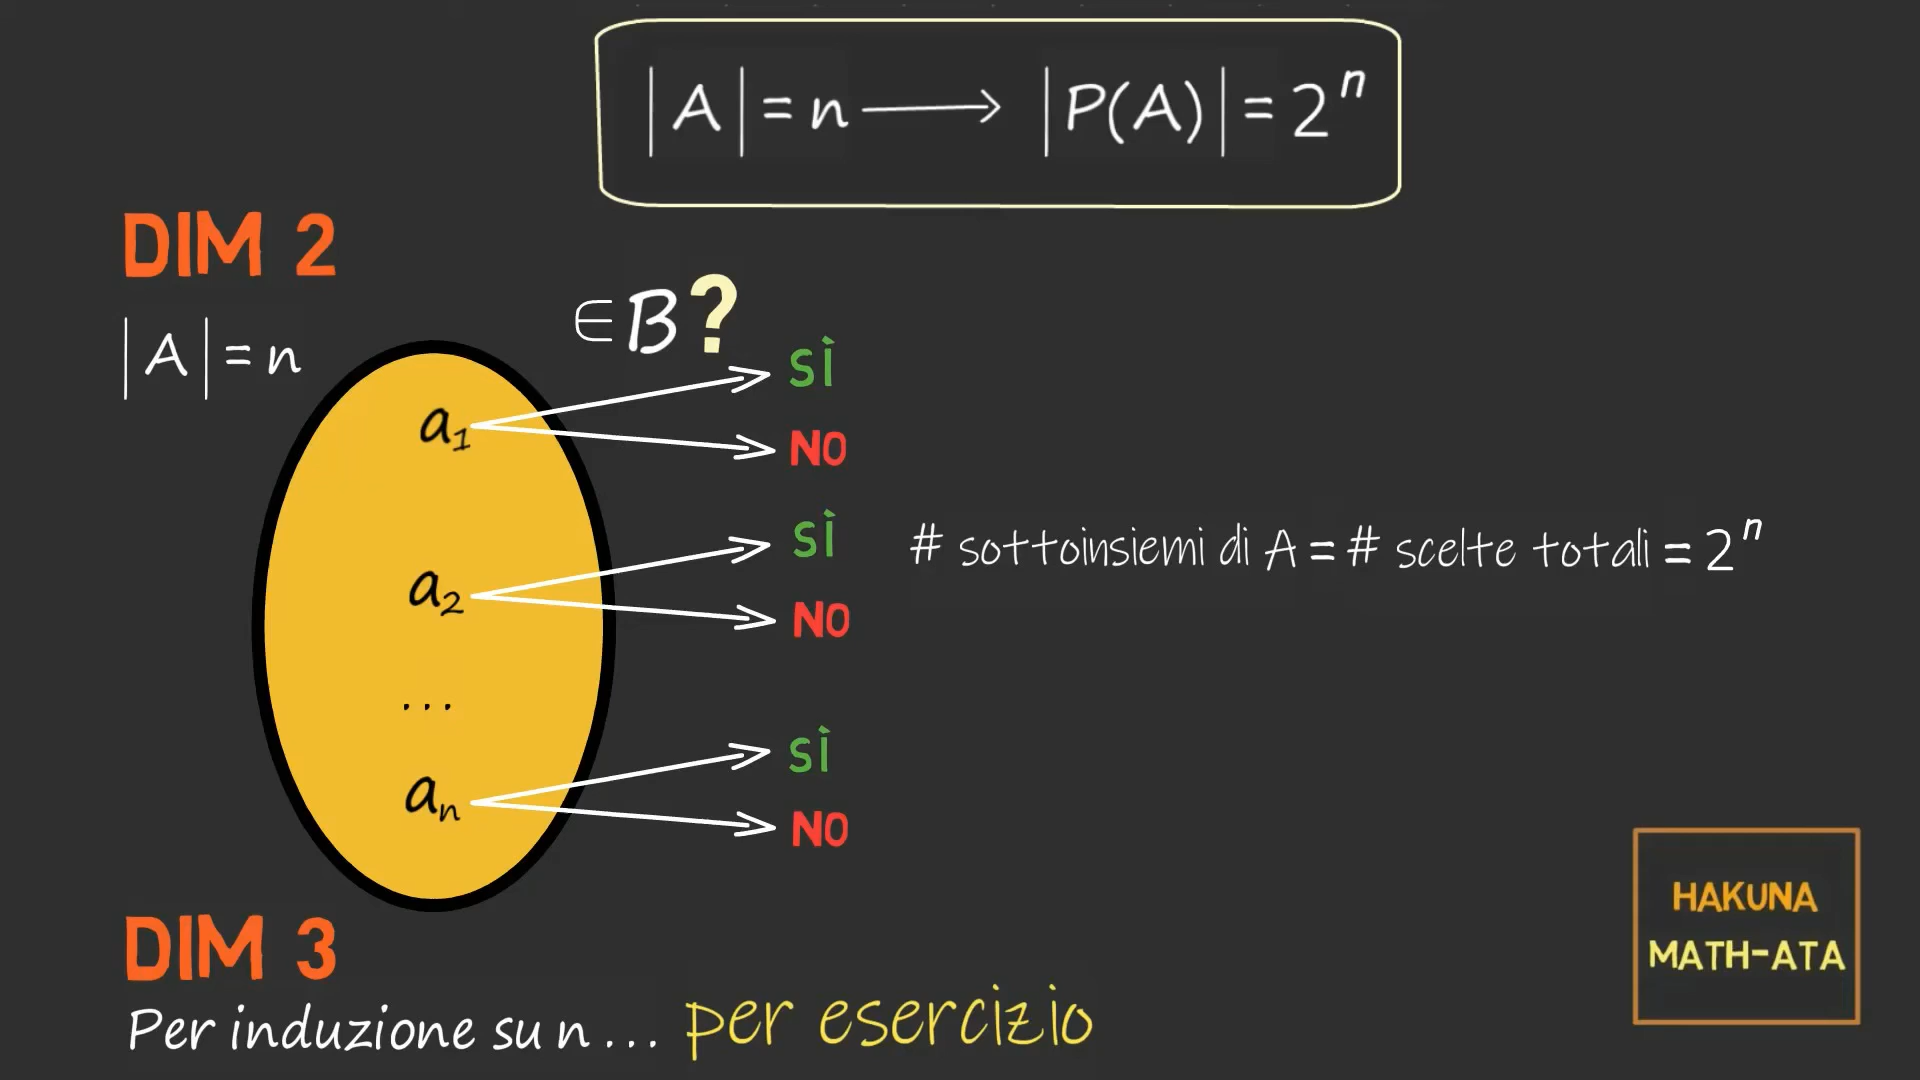 |A| = n ⟶ |P(A)| = 2ⁿ
DIM 2
|A| = n
∈ B?
a₁
SÌ
NO
a₂
SÌ
NO
# sottoinsiemi di A = # scelte totali = 2ⁿ
...
aₙ
SÌ
NO
DIM 3
Per induzione su n... per esercizio
HAKUNA
MATH-ATA